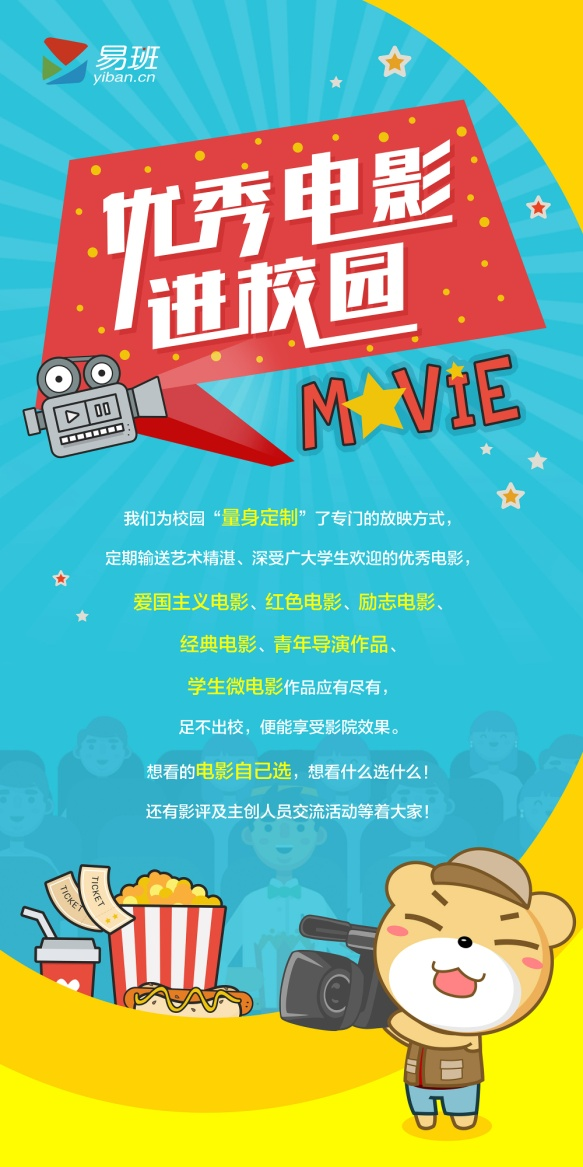 易班
yiban.cn
优秀电影
进校园
MOVIE
我们为校园“量身定制”了专门的放映方式，
定期输送艺术精湛、深受广大学生欢迎的优秀电影，
爱国主义电影、红色电影、励志电影、
经典电影、青年导演作品、
学生微电影作品应有尽有，
足不出校，便能享受影院效果。
想看的电影自己选，想看什么选什么！
还有影评及主创人员交流活动等着大家！
TICKET
TICKET